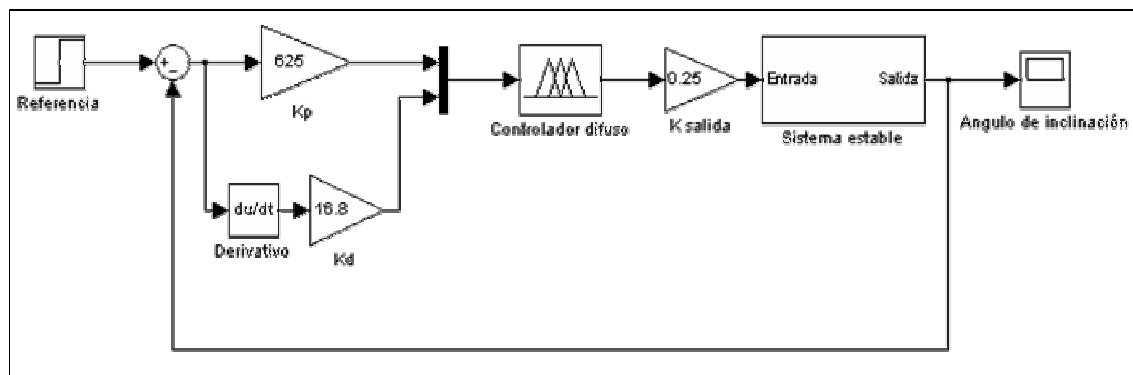 +
−
Referencia
625
Kp
du/dt
Derivativo
16.8
Kd
Controlador difuso
0.25
K salida
Entrada
Salida
Sistema estable
Angulo de inclinación